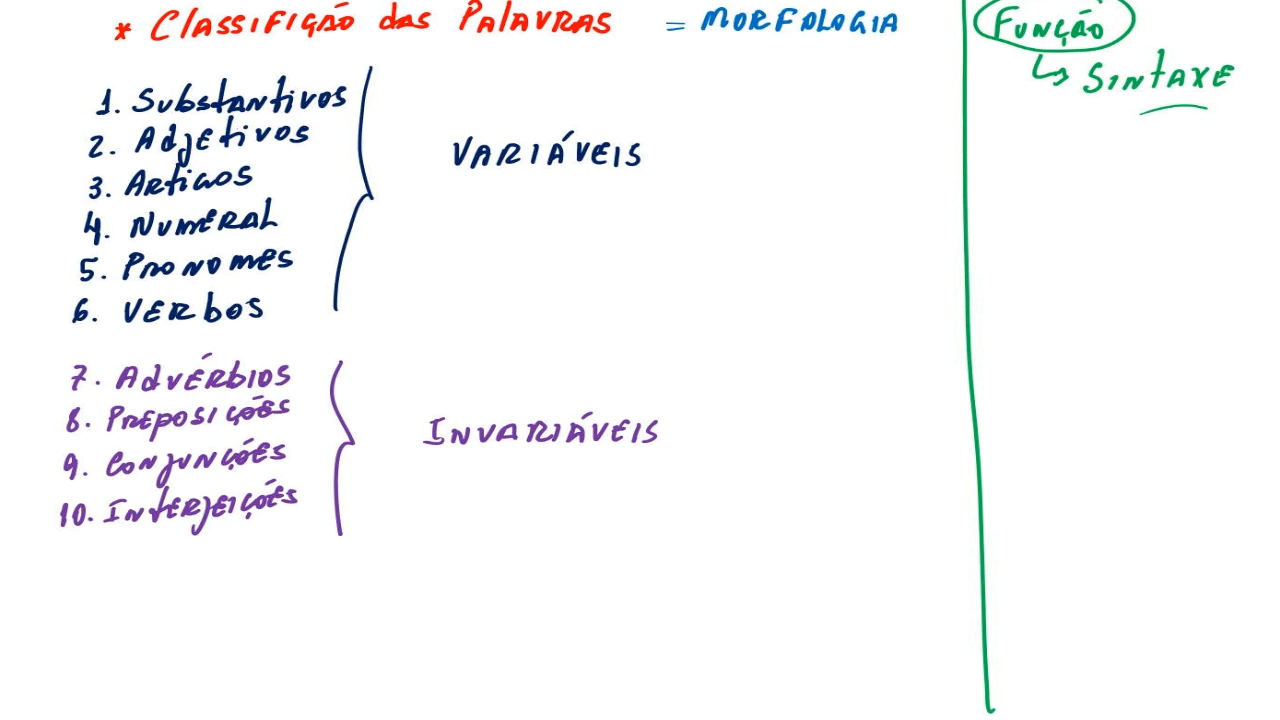 * Classifição das Palavras = Morfologia
1. Substantivos
2. Adjetivos
3. Artigos
4. Numeral
5. Pronomes
6. Verbos
Variáveis
7. Advérbios
8. Preposições
9. Conjunções
10. Interjeições
Invariáveis
Função
↳ Sintaxe